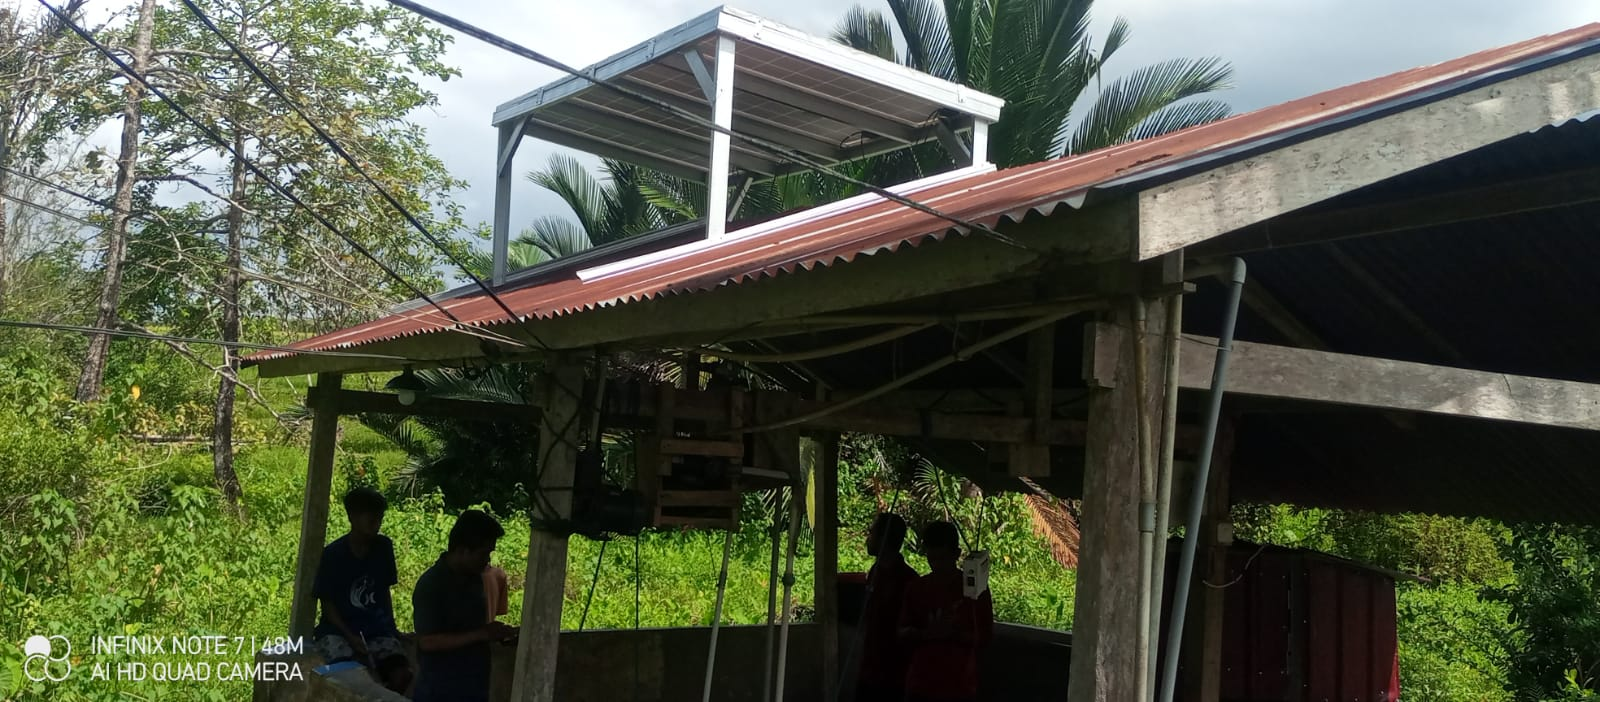 INFINIX NOTE 7 | 48M
AI HD QUAD CAMERA